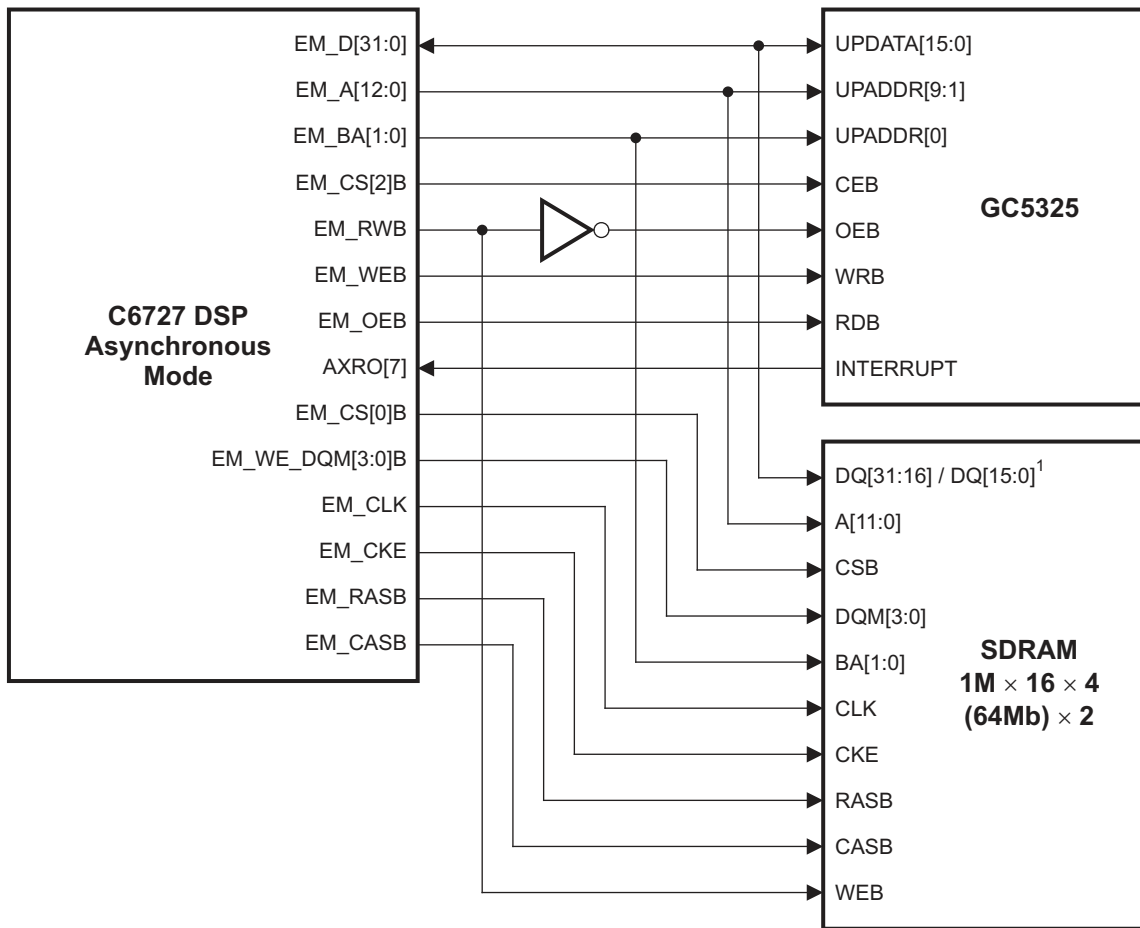 C6727 DSP
Asynchronous
Mode
EM_D[31:0]
EM_A[12:0]
EM_BA[1:0]
EM_CS[2]B
EM_RWB
EM_WEB
EM_OEB
AXRO[7]
EM_CS[0]B
EM_WE_DQM[3:0]B
EM_CLK
EM_CKE
EM_RASB
EM_CASB
UPDATA[15:0]
UPADDR[9:1]
UPADDR[0]
CEB
OEB
WRB
RDB
INTERRUPT
GC5325
DQ[31:16] / DQ[15:0]¹
A[11:0]
CSB
DQM[3:0]
BA[1:0]
CLK
CKE
RASB
CASB
WEB
SDRAM
1M × 16 × 4
(64Mb) × 2